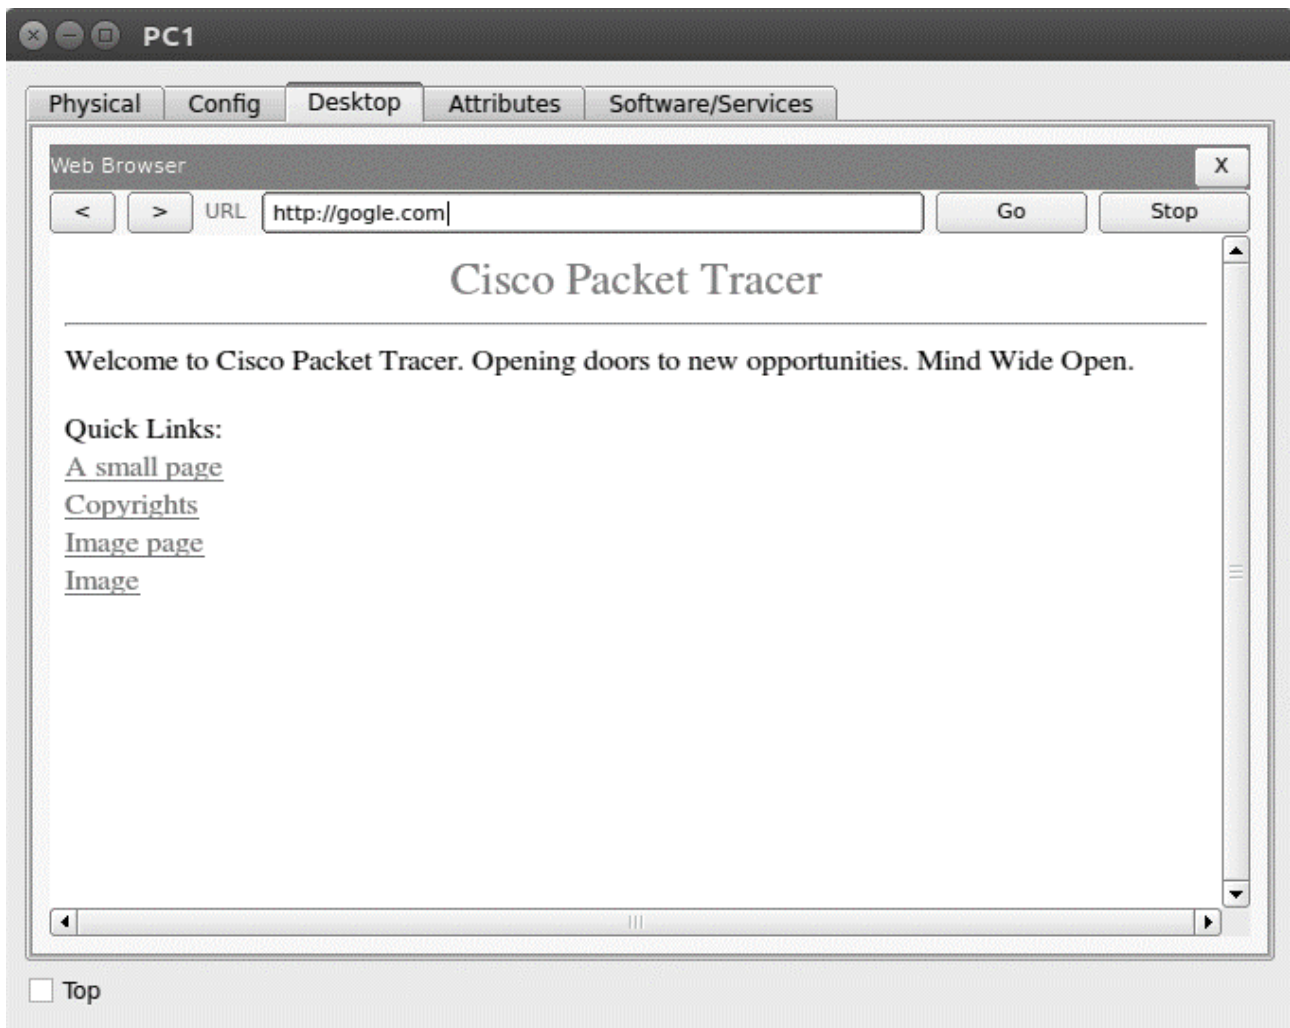 PC1
Physical Config Desktop Attributes Software/Services
Web Browser X
< > URL http://gogle.com Go Stop
Cisco Packet Tracer
Welcome to Cisco Packet Tracer. Opening doors to new opportunities. Mind Wide Open.
Quick Links:
A small page
Copyrights
Image page
Image
Top